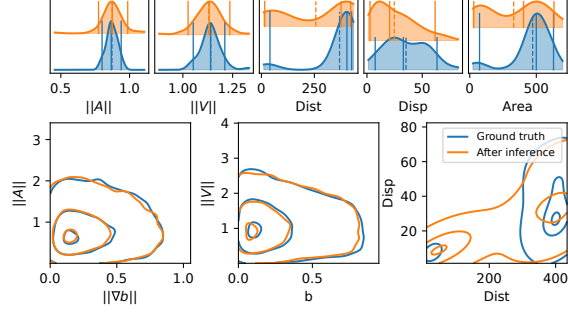 0.5 1.0
||A||
1.00 1.25
||V||
0 250
Dist
0 50
Disp
0 500
Area
3
2
1
||A||
0.0 0.5 1.0
||∇b||
4
3
2
1
||V||
0.0 0.5
b
80
60
40
20
Disp
Ground truth
After inference
200 400
Dist